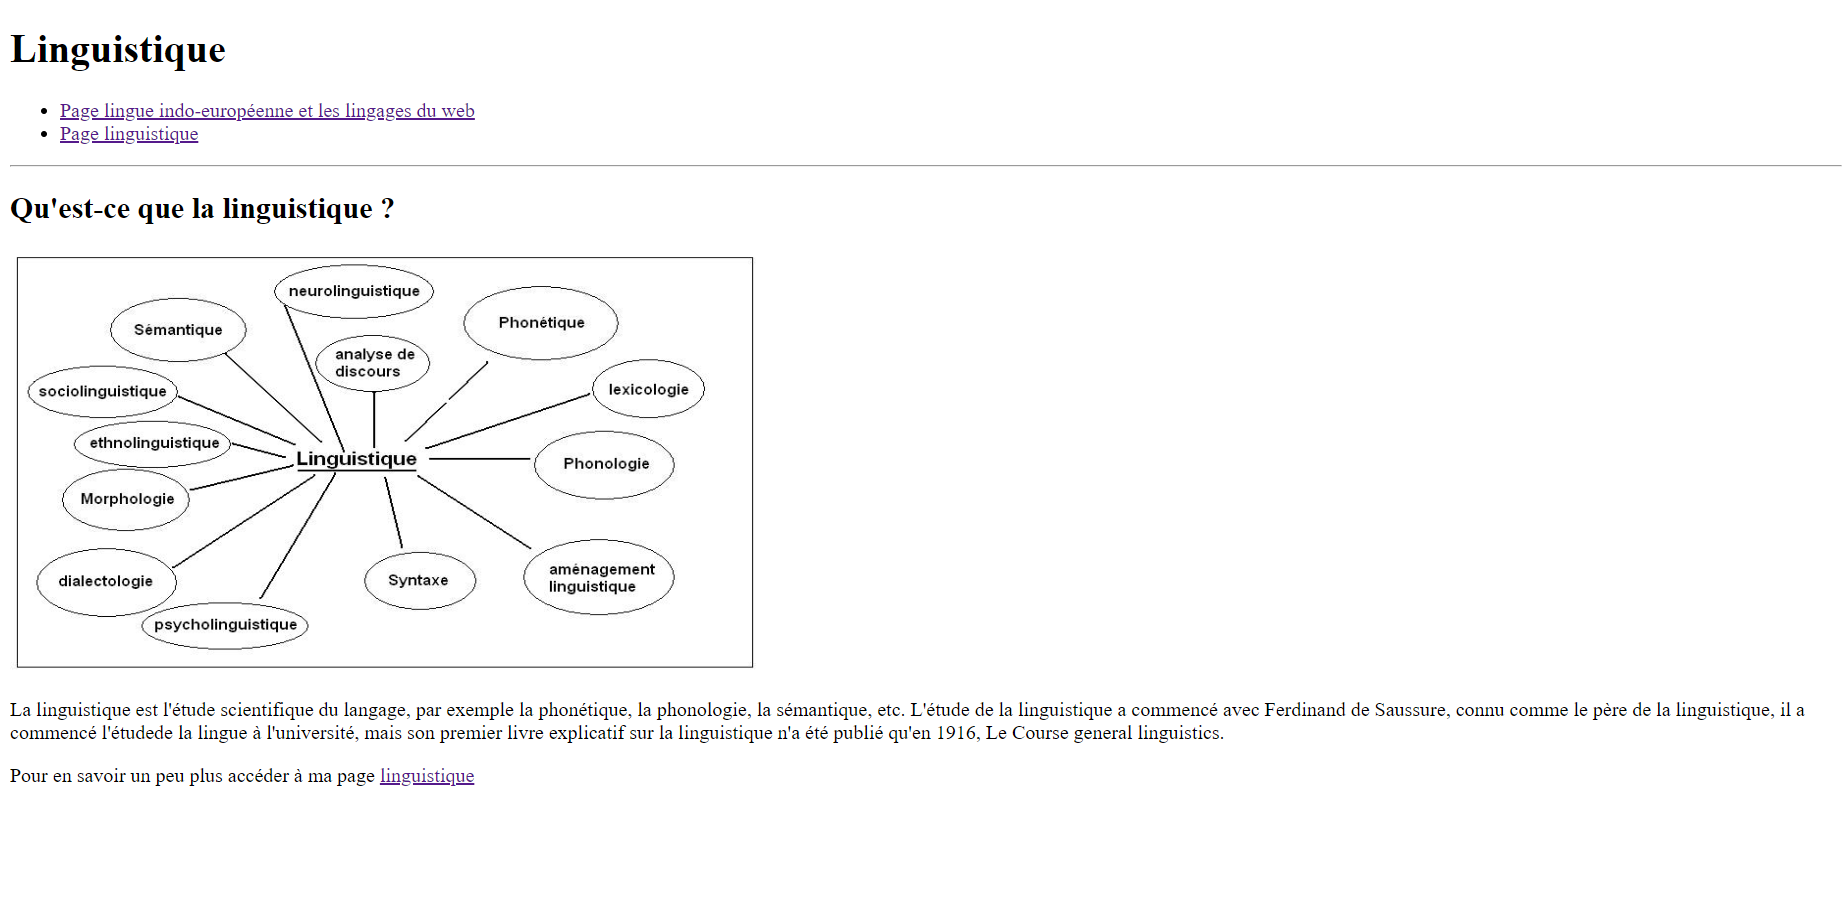 Linguistique
Page lingue indo-européenne et les lingages du web
Page linguistique
Qu'est-ce que la linguistique ?
neurolinguistique
Sémantique
Phonétique
analyse de
discours
sociolinguistique
lexicologie
ethnolinguistique
Linguistique
Phonologie
Morphologie
dialectologie
Syntaxe
aménagement
linguistique
psycholinguistique
La linguistique est l'étude scientifique du langage, par exemple la phonétique, la phonologie, la sémantique, etc. L'étude de la linguistique a commencé avec Ferdinand de Saussure, connu comme le père de la linguistique, il a
commencé l'étudede la lingue à l'université, mais son premier livre explicatif sur la linguistique n'a été publié qu'en 1916, Le Course general linguistics.
Pour en savoir un peu plus accéder à ma page linguistique